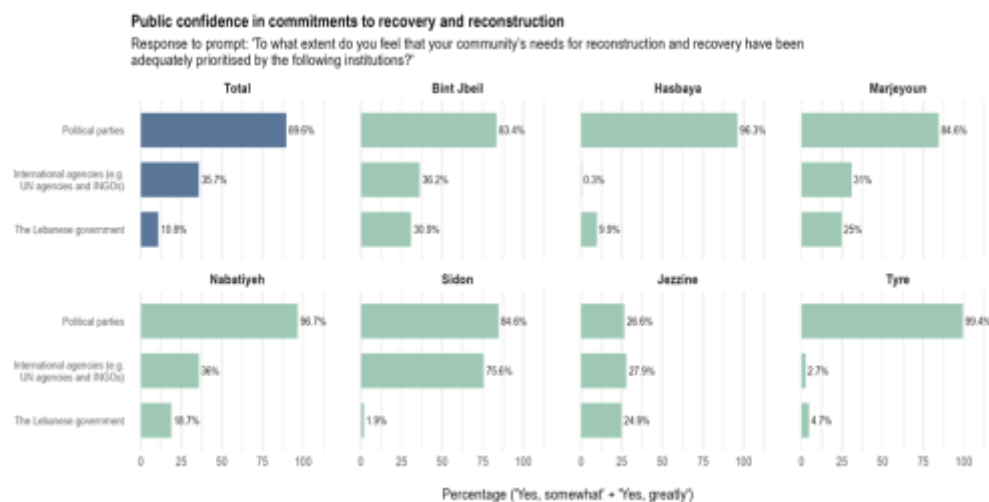 Public confidence in commitments to recovery and reconstruction
Response to prompt: 'To what extent do you feel that your community's needs for reconstruction and recovery have been
adequately prioritised by the following institutions?'
Total
Bint Jbeil
Hasbaya
Marjeyoun
Political parties
89.6%
83.4%
96.3%
84.6%
International agencies (e.g.
UN agencies and INGOs)
35.7%
36.2%
0.3%
31%
The Lebanese government
10.8%
30.9%
9.9%
25%
Nabatiyeh
Sidon
Jezzine
Tyre
Political parties
96.7%
84.6%
26.6%
99.4%
International agencies (e.g.
UN agencies and INGOs)
36%
75.6%
27.9%
2.7%
The Lebanese government
18.7%
1.9%
24.9%
4.7%
0 25 50 75 100
0 25 50 75 100
0 25 50 75 100
0 25 50 75 100
Percentage ('Yes, somewhat' + 'Yes, greatly')